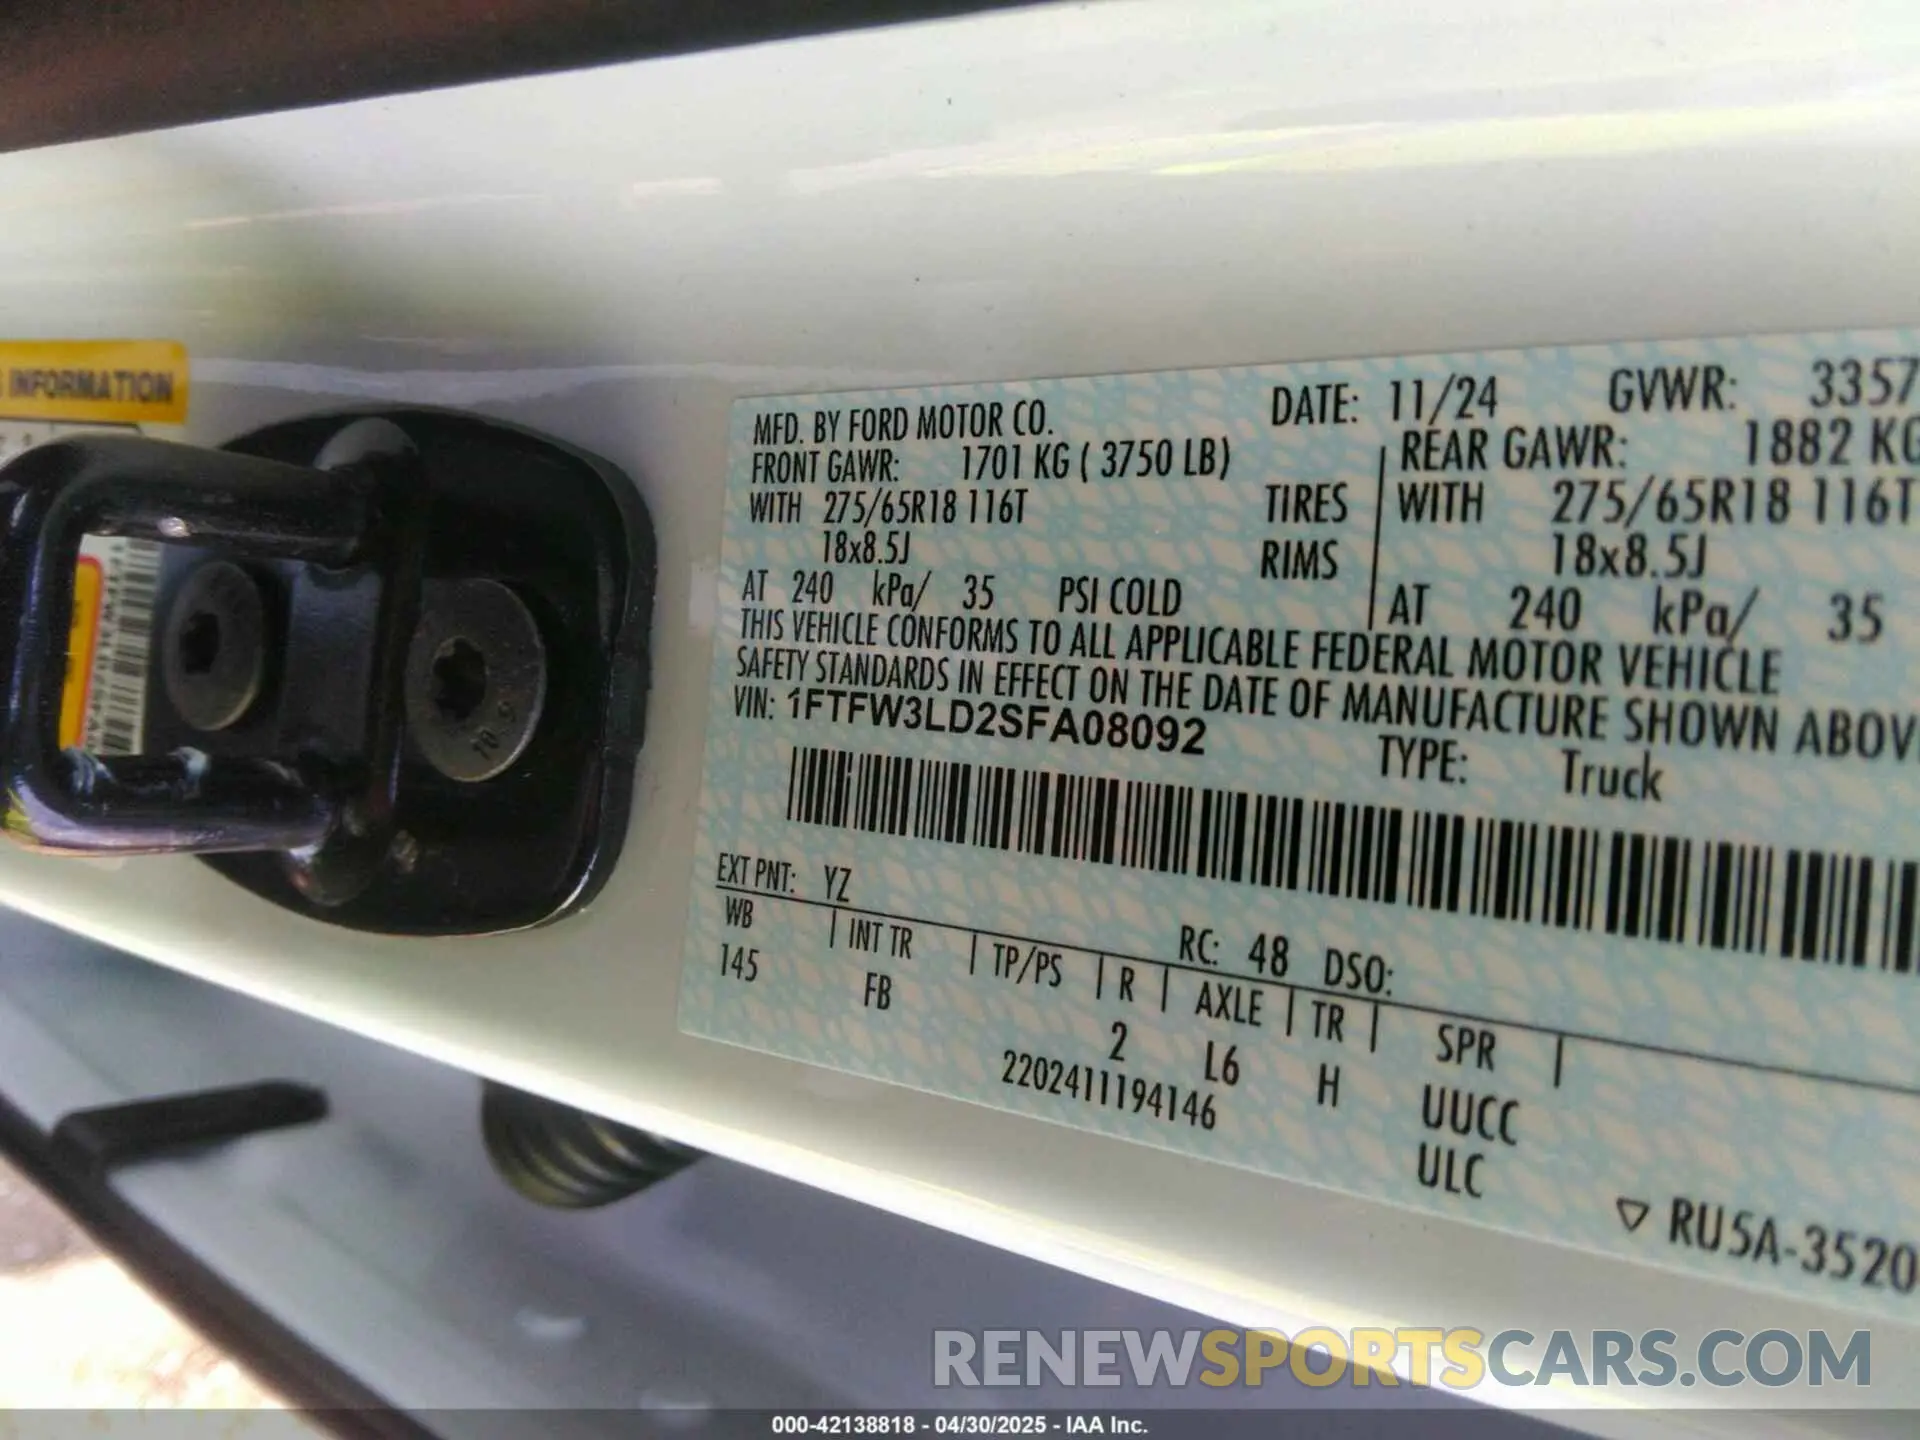 INFORMATION
MFD. BY FORD MOTOR CO. DATE: 11/24 GVWR: 3357
FRONT GAWR: 1701 KG ( 3750 LB) REAR GAWR: 1882 KG
WITH 275/65R18 116T TIRES WITH 275/65R18 116T
18x8.5J RIMS 18x8.5J
AT 240 kPa/ 35 PSI COLD AT 240 kPa/ 35
THIS VEHICLE CONFORMS TO ALL APPLICABLE FEDERAL MOTOR VEHICLE
SAFETY STANDARDS IN EFFECT ON THE DATE OF MANUFACTURE SHOWN ABOV
VIN: 1FTFW3LD2SFA08092 TYPE: Truck
EXT PNT: YZ RC: 48 DSO:
WB INT TR TP/PS R AXLE TR SPR
145 FB 2 L6 H UUCC
2202411194146 ULC
RU5A-3520
10.9
RENEWSPORTSCARS.COM
000-42138818 - 04/30/2025 - IAA Inc.